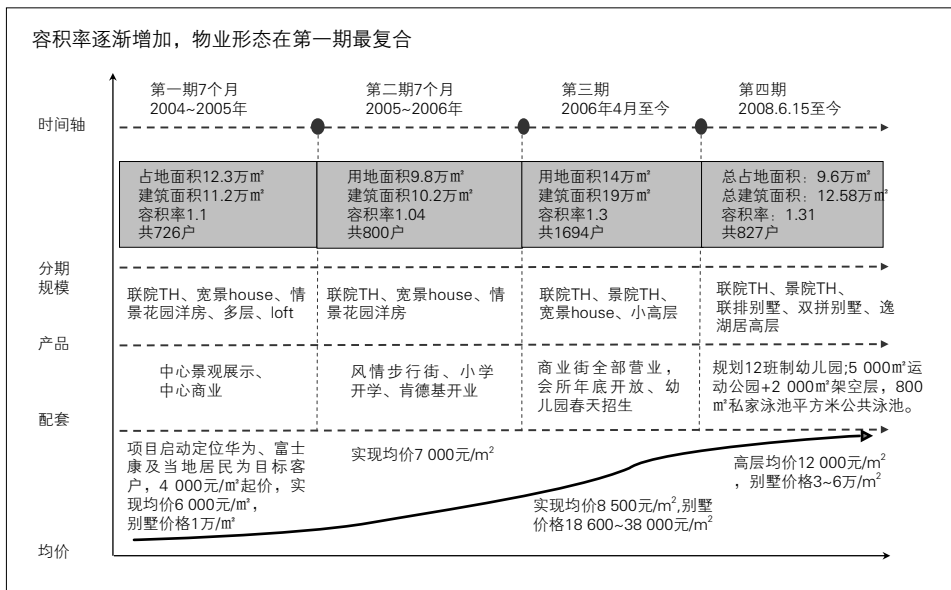 容积率逐渐增加，物业形态在第一期最复合
时间轴
第一期7个月
2004~2005年
第二期7个月
2005~2006年
第三期
2006年4月至今
第四期
2008.6.15至今
占地面积12.3万㎡
建筑面积11.2万㎡
容积率1.1
共726户
用地面积9.8万㎡
建筑面积10.2万㎡
容积率1.04
共800户
用地面积14万㎡
建筑面积19万㎡
容积率1.3
共1694户
总占地面积：9.6万㎡
总建筑面积：12.58万㎡
容积率：1.31
共827户
分期
规模
联院TH、宽景house、情
景花园洋房、多层、loft
联院TH、宽景house、情
景花园洋房
联院TH、景院TH、
宽景house、小高层
联院TH、景院TH、
联排别墅、双拼别墅、逸
湖居高层
产品
中心景观展示、
中心商业
风情步行街、小学
开学、肯德基开业
商业街全部营业，
会所年底开放、幼
儿园春天招生
规划12班制幼儿园;5 000㎡运
动公园+2 000㎡架空层，800
㎡私家泳池平方米公共泳池。
配套
项目启动定位华为、富士
康及当地居民为目标客
户，4 000元/㎡起价，实
现均价6 000元/㎡，
别墅价格1万/㎡
实现均价7 000元/m²
实现均价8 500元/m²,别墅
价格18 600~38 000元/m²
高层均价12 000元/m²
，别墅价格3~6万/m²
均价